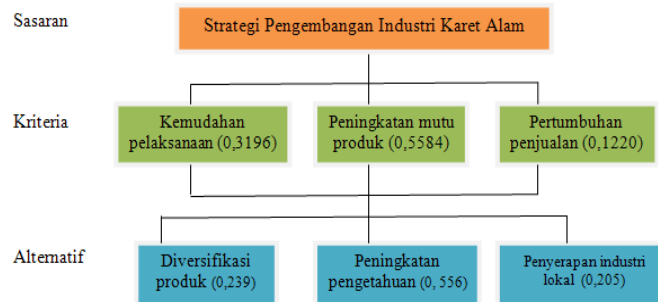 Sasaran
Strategi Pengembangan Industri Karet Alam
Kriteria
Kemudahan
pelaksanaan (0,3196)
Peningkatan mutu
produk (0,5584)
Pertumbuhan
penjualan (0,1220)
Alternatif
Diversifikasi
produk (0,239)
Peningkatan
pengetahuan (0, 556)
Penyerapan industri
lokal (0,205)